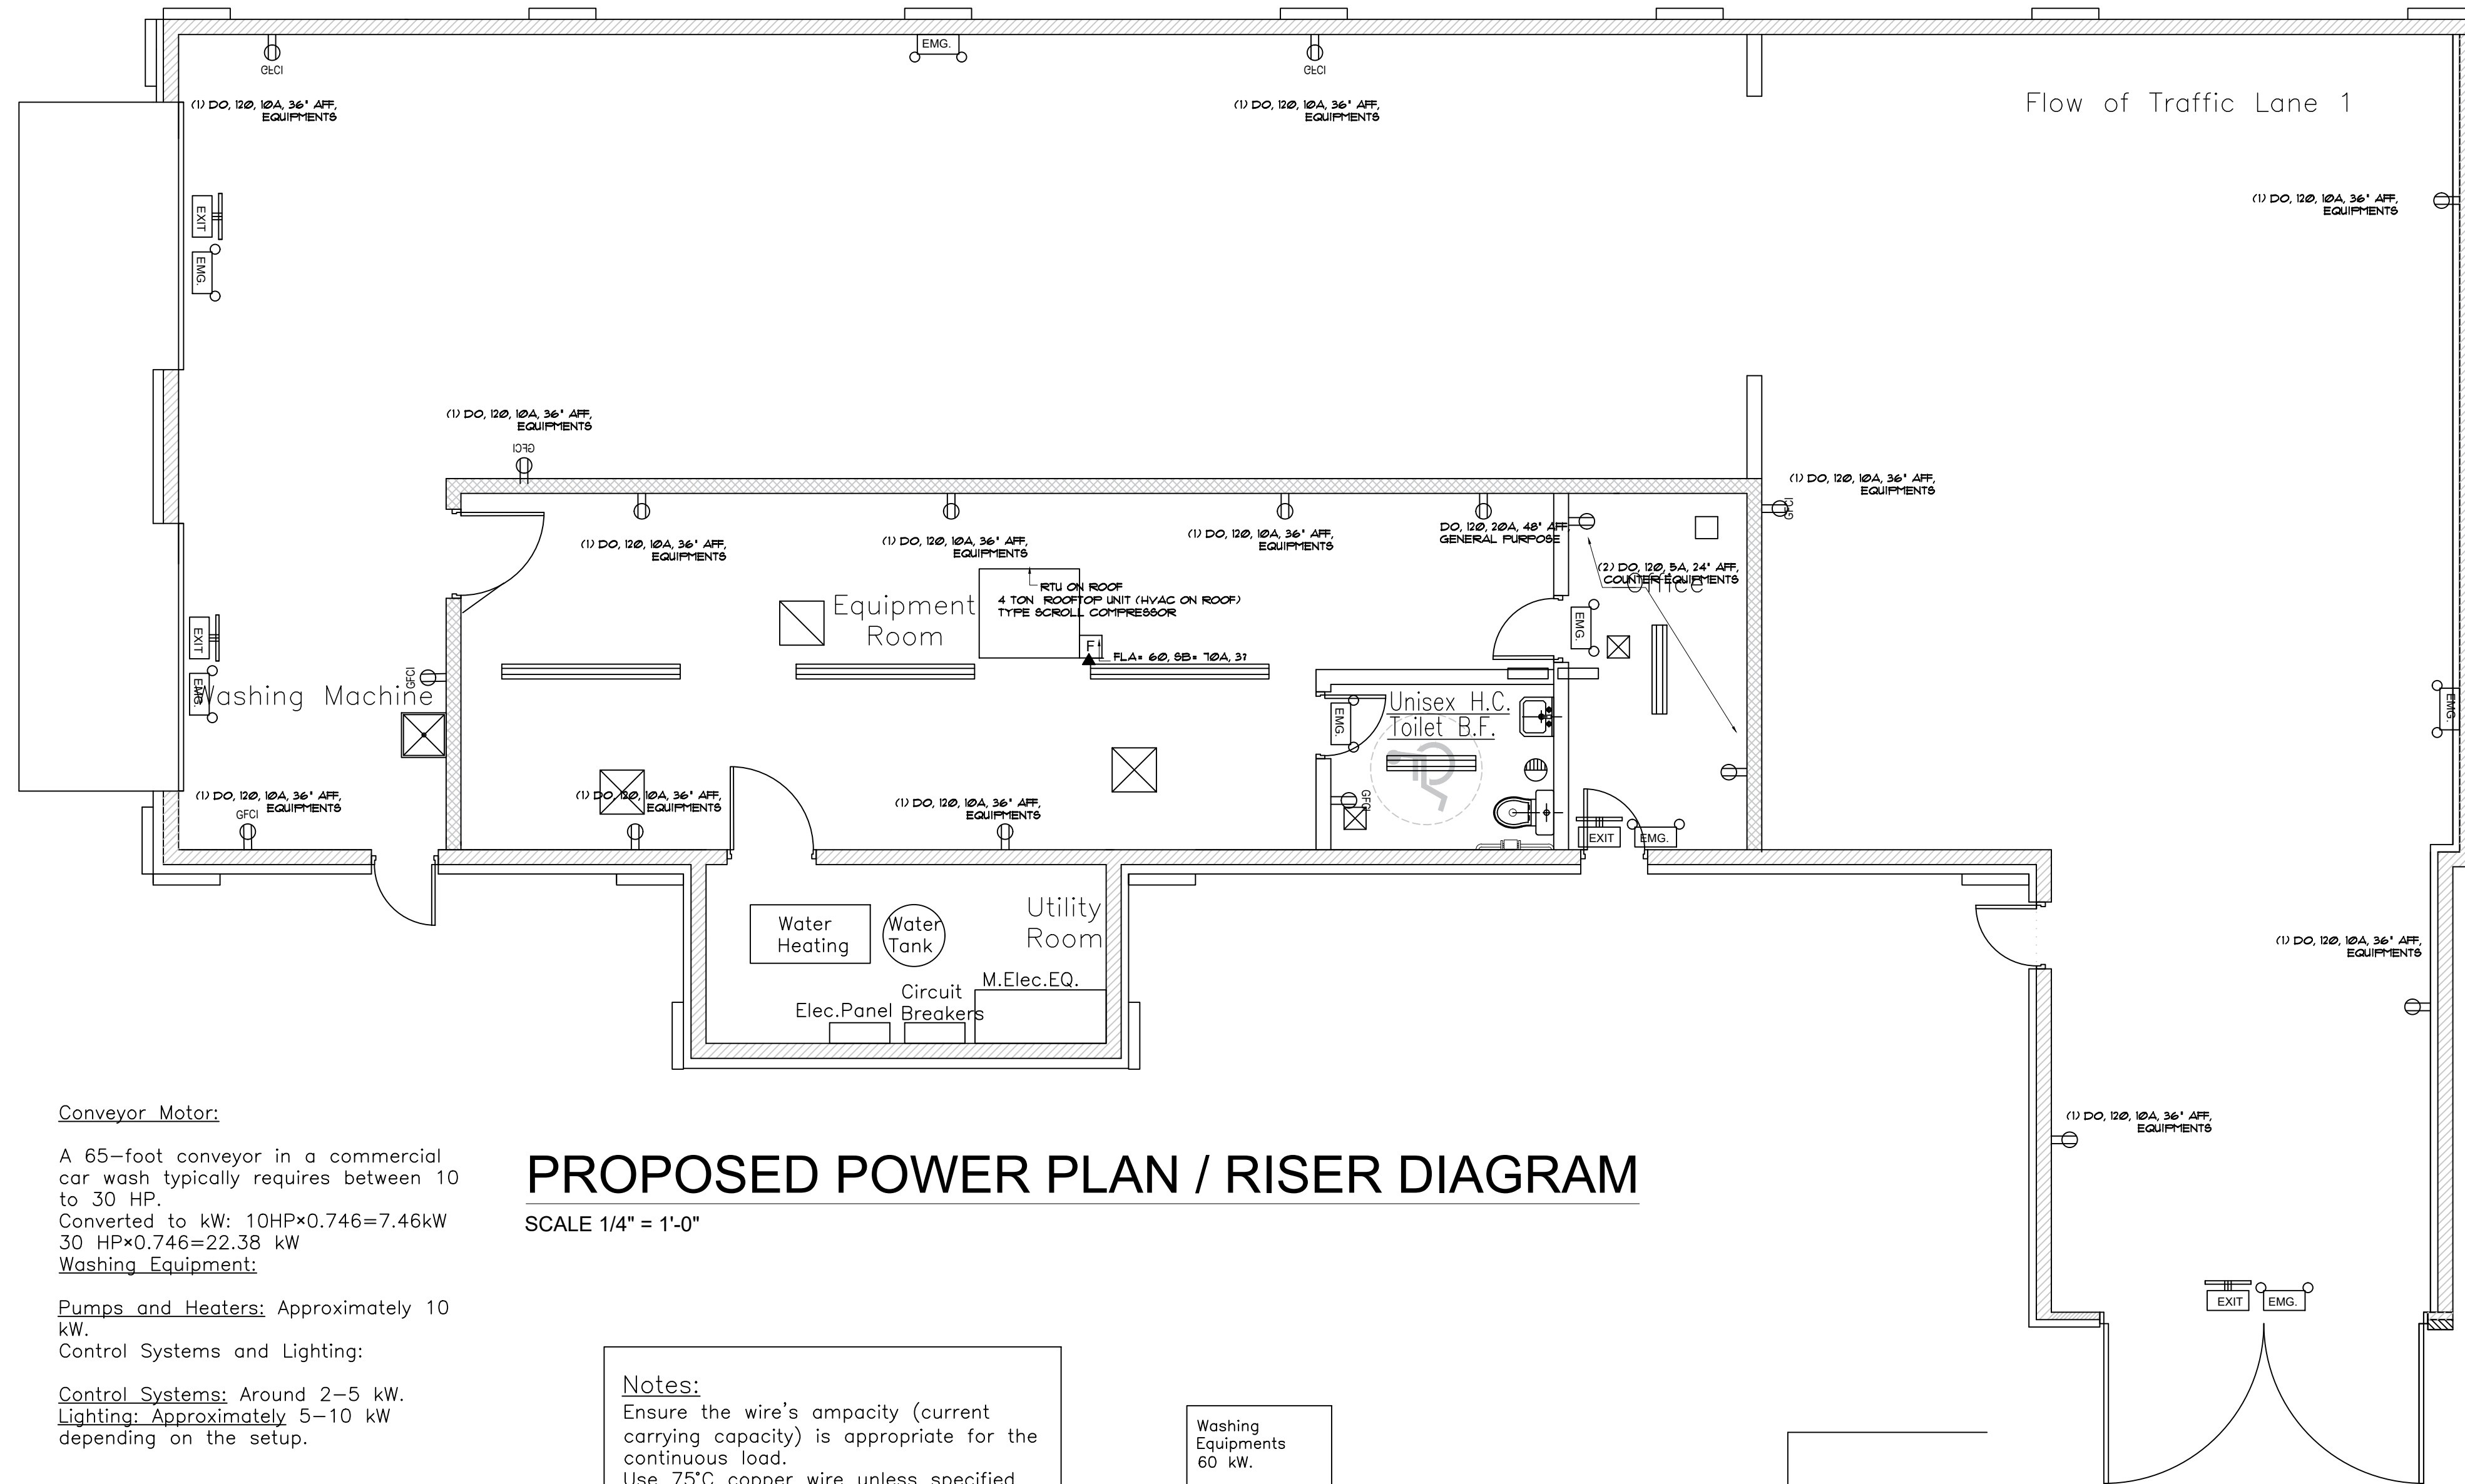 EMG.
GFCI
GFCI
(1) DO, 120, 10A, 36" AFF,
EQUIPMENTS
(1) DO, 120, 10A, 36" AFF,
EQUIPMENTS
Flow of Traffic Lane 1
EXIT
EMG.
(1) DO, 120, 10A, 36" AFF,
EQUIPMENTS
(1) DO, 120, 10A, 36" AFF,
EQUIPMENTS
GFCI
(1) DO, 120, 10A, 36" AFF,
EQUIPMENTS
GFCI
(1) DO, 120, 10A, 36" AFF,
EQUIPMENTS
(1) DO, 120, 10A, 36" AFF,
EQUIPMENTS
(1) DO, 120, 10A, 36" AFF,
EQUIPMENTS
DO, 120, 20A, 48" AFF,
GENERAL PURPOSE
(2) DO, 120, 5A, 24" AFF,
COUNTER EQUIPMENTS
Office
RTU ON ROOF
4 TON ROOFTOP UNIT (HVAC ON ROOF)
TYPE SCROLL COMPRESSOR
Equipment
Room
F
FLA= 60, SB= 70A, 3?
EXIT
EMG.
Washing Machine
GFCI
EMG.
Unisex H.C.
Toilet B.F.
EMG.
EMG.
(1) DO, 120, 10A, 36" AFF,
EQUIPMENTS
GFCI
(1) DO, 120, 10A, 36" AFF,
EQUIPMENTS
(1) DO, 120, 10A, 36" AFF,
EQUIPMENTS
GFCI
EXIT
EMG.
Water
Heating
Water
Tank
Utility
Room
M.Elec.EQ.
Circuit
Breakers
Elec.Panel
(1) DO, 120, 10A, 36" AFF,
EQUIPMENTS
(1) DO, 120, 10A, 36" AFF,
EQUIPMENTS
EXIT
EMG.
Conveyor Motor:
A 65-foot conveyor in a commercial
car wash typically requires between 10
to 30 HP.
Converted to kW: 10HP×0.746=7.46kW
30 HP×0.746=22.38 kW
Washing Equipment:
Pumps and Heaters: Approximately 10
kW.
Control Systems and Lighting:
Control Systems: Around 2-5 kW.
Lighting: Approximately 5-10 kW
depending on the setup.
PROPOSED POWER PLAN / RISER DIAGRAM
SCALE 1/4" = 1'-0"
Notes:
Ensure the wire's ampacity (current
carrying capacity) is appropriate for the
continuous load.
Use 75°C copper wire unless specified
Washing
Equipments
60 kW.